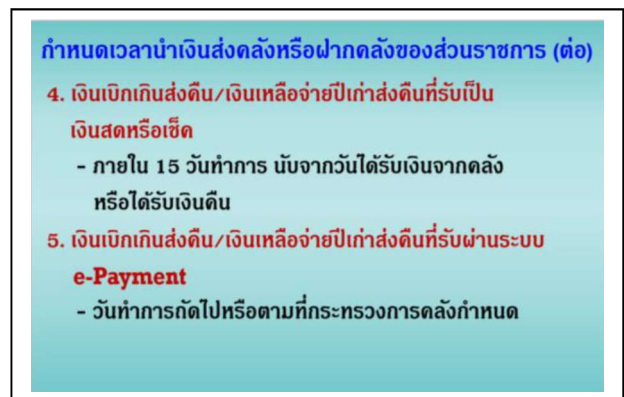 กำหนดเวลานำเงินส่งคลังหรือฝากคลังของส่วนราชการ (ต่อ)
4. เงินเบิกเกินส่งคืน/เงินเหลือจ่ายปีเก่าส่งคืนที่รับเป็น
เงินสดหรือเช็ค
- ภายใน 15 วันทำการ นับจากวันได้รับเงินจากคลัง
หรือได้รับเงินคืน
5. เงินเบิกเกินส่งคืน/เงินเหลือจ่ายปีเก่าส่งคืนที่รับผ่านระบบ
e-Payment
- วันทำการถัดไปหรือตามที่กระทรวงการคลังกำหนด